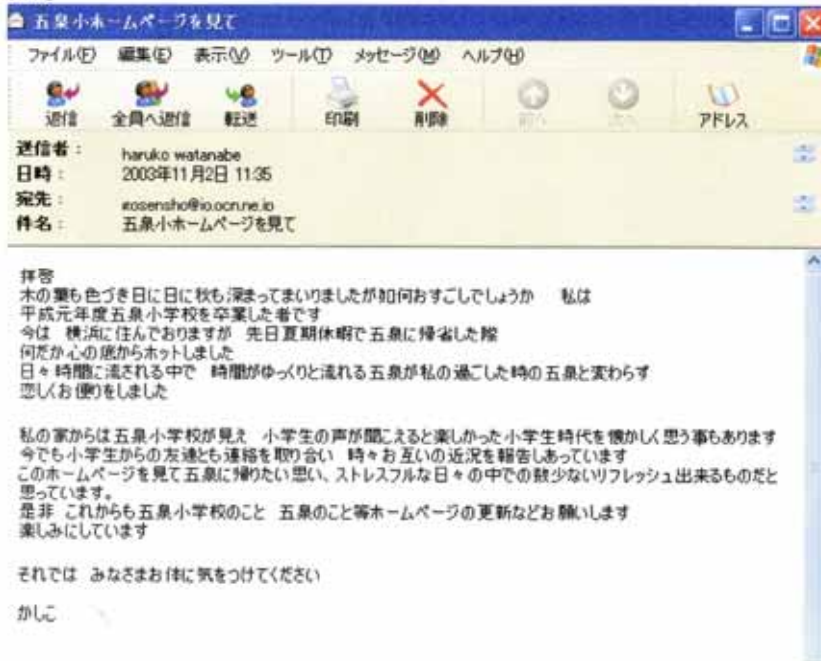 五泉小ホームページを見て
ファイル(F) 編集(E) 表示(V) ツール(T) メッセージ(M) ヘルプ(H)
返信 全員へ返信 転送 印刷 削除 前へ 次へ アドレス
送信者： haruko watanabe
日時： 2003年11月2日 11:35
宛先： gosensho@io.ocn.ne.jp
件名： 五泉小ホームページを見て
拝啓
木の葉も色づき日に日に秋も深まってまいりましたが如何おすごしでしょうか 私は
平成元年度五泉小学校を卒業した者です
今は 横浜に住んでおりますが 先日夏期休暇で五泉に帰省した際
何だか心の底からホットしました
日々時間に流される中で 時間がゆっくりと流れる五泉が私の過ごした時の五泉と変わらず
恋しくお便りをしました
私の家からは五泉小学校が見え 小学生の声が聞こえると楽しかった小学生時代を懐かしく思う事もあります
今でも小学生からの友達とも連絡を取り合い 時々お互いの近況を報告しあっています
このホームページを見て五泉に帰りたい思い、ストレスフルな日々の中での数少ないリフレッシュ出来るものだと
思っています。
是非 これからも五泉小学校のこと 五泉のこと等ホームページの更新などお願いします
楽しみにしています
それでは みなさまお体に気をつけてください
かしこ